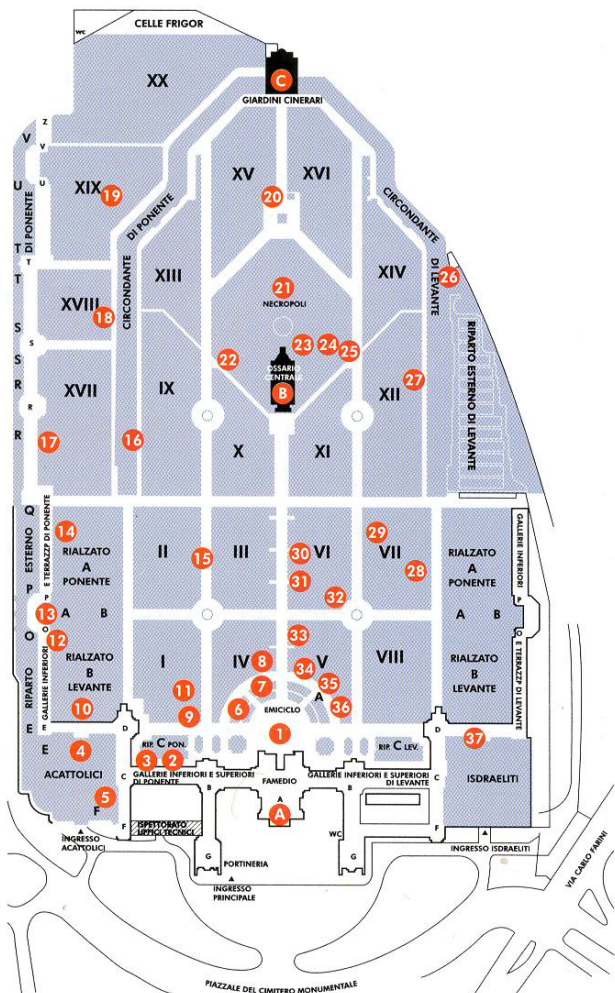 CELLE FRIGOR
WC
XX
C
GIARDINI CINERARI
Z
V
V
V
U
U
XIX
19
XV
XVI
20
DI PONENTE
DI PONENTE
CIRCONDANTE
CIRCONDANTE
DI LEVANTE
T
T
T
XIII
XIV
26
21
NECROPOLI
XVIII
18
S
S
S
22
23
24
25
OSSARIO
CENTRALE
B
RIPARTO ESTERNO DI LEVANTE
R
R
R
XVII
IX
XII
27
17
16
X
XI
Q
P
P
O
O
ESTERNO
RIPARTO
E TERRAZZP DI PONENTE
GALLERIE INFERIORI
GALLERIE INFERIORI
E TERRAZZP DI LEVANTE
P
O
14
RIALZATO
A
PONENTE
II
15
III
30
VI
31
32
29
VII
28
RIALZATO
A
PONENTE
13
A
B
A
B
12
RIALZATO
B
LEVANTE
I
IV
8
33
V
VIII
RIALZATO
B
LEVANTE
11
7
34
35
A
36
10
9
6
EMICICLO
E
E
E
D
1
D
37
4
RIP. C PON.
RIP. C LEV.
3
2
ACATTOLICI
C
GALLERIE INFERIORI E SUPERIORI
DI PONENTE
FAMEDIO
GALLERIE INFERIORI E SUPERIORI
DI LEVANTE
C
ISDRAELITI
5
F
B
A
B
A
F
ISPETTORATO
UFFICI TECNICI
WC
F
INGRESSO
ACATTOLICI
INGRESSO ISDRAELITI
G
PORTINERIA
G
INGRESSO
PRINCIPALE
VIA CARLO FARINI
PIAZZALE DEL CIMITERO MONUMENTALE